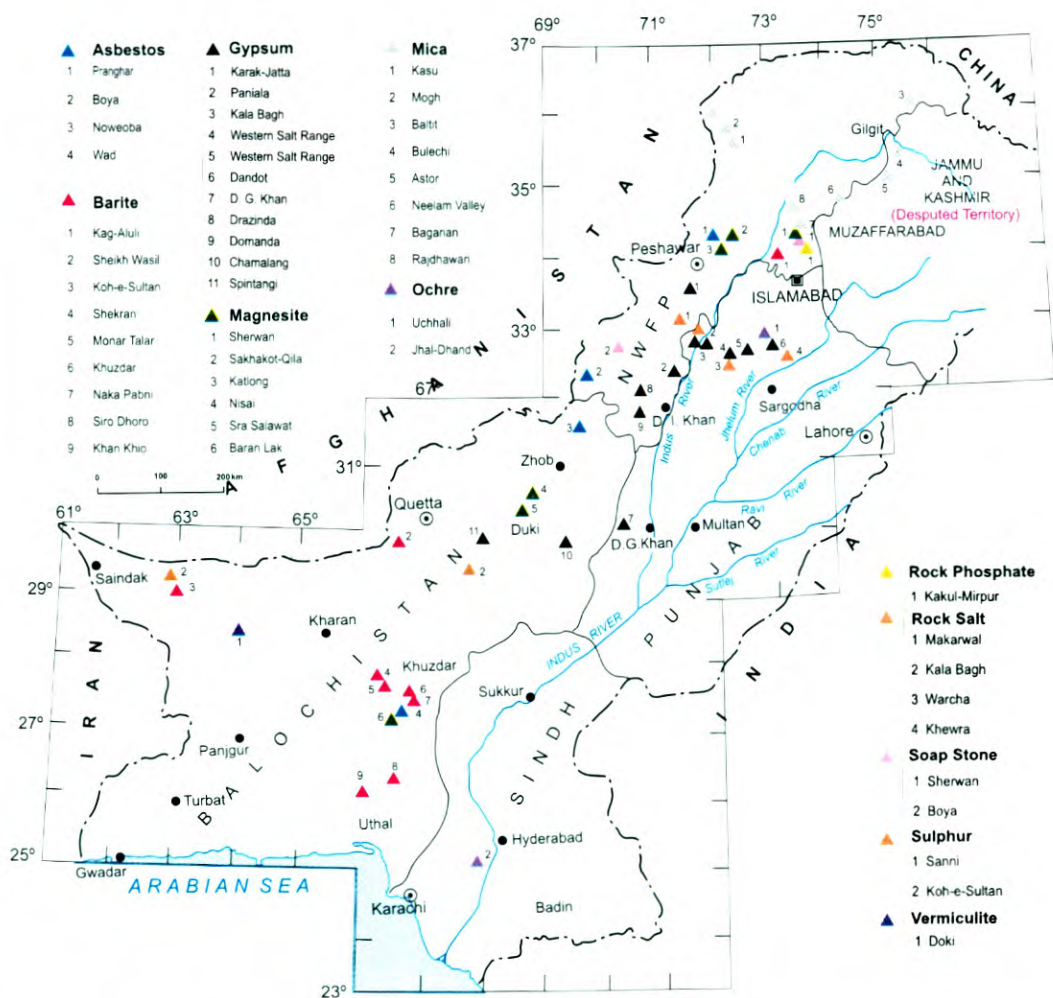 Asbestos
1 Pranghar
2 Boya
3 Noweoba
4 Wad
Barite
1 Kag-Aluli
2 Sheikh Wasil
3 Koh-e-Sultan
4 Shekran
5 Monar Talar
6 Khuzdar
7 Naka Pabni
8 Siro Dhoro
9 Khan Khio
Gypsum
1 Karak-Jatta
2 Paniala
3 Kala Bagh
4 Western Salt Range
5 Western Salt Range
6 Dandot
7 D. G. Khan
8 Drazinda
9 Domanda
10 Chamalang
11 Spintangi
Magnesite
1 Sherwan
2 Sakhakot-Qila
3 Katlong
4 Nisai
5 Sra Salawat
6 Baran Lak
Mica
1 Kasu
2 Mogh
3 Baltit
4 Bulechi
5 Astor
6 Neelam Valley
7 Baganan
8 Rajdhawan
Ochre
1 Uchhali
2 Jhal-Dhand
0 100 200 km
69° 71° 73° 75°
37°
35°
33°
67°
31°
61° 63° 65°
29°
27°
25°
23°
CHINA
AFGHANISTAN
IRAN
INDIA
Gilgit
JAMMU
AND
KASHMIR
(Desputed Territory)
MUZAFFARABAD
Peshawar
ISLAMABAD
NWFP
D. I. Khan
Sargodha
Lahore
Indus River
Jhelum River
Chenab River
Ravi River
Sutlej River
Zhob
Quetta
Duki
D.G.Khan
Multan
PUNJAB
Saindak
Kharan
BALOCHISTAN
Khuzdar
INDUS RIVER
Sukkur
SINDH
Panjgur
Turbat
Uthal
Hyderabad
Gwadar
ARABIAN SEA
Karachi
Badin
Rock Phosphate
1 Kakul-Mirpur
Rock Salt
1 Makarwal
2 Kala Bagh
3 Warcha
4 Khewra
Soap Stone
1 Sherwan
2 Boya
Sulphur
1 Sanni
2 Koh-e-Sultan
Vermiculite
1 Doki